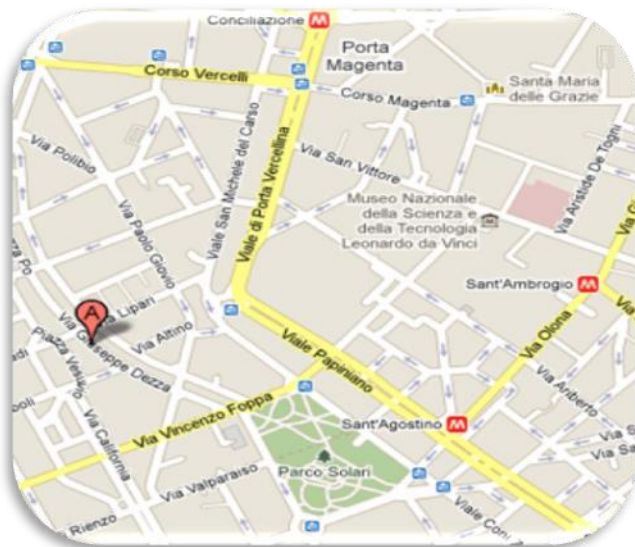 Conciliazione
M
Porta
Magenta
Corso Vercelli
Santa Maria
delle Grazie
Corso Magenta
Via Polibio
Viale San Michele del Carso
Viale di Porta Vercellina
Via San Vittore
Via Aristide De Togni
Via Paolo Giovio
Museo Nazionale
della Scienza e
della Tecnologia
Leonardo da Vinci
Sant'Ambrogio
M
A
Lipari
Via Altino
Via Giuseppe Dezza
Piazza
Via California
Viale Papiniano
Via Olona
Via Ariberto
Via Vincenzo Foppa
Sant'Agostino
M
Parco Solari
Via Valparaiso
Rienzo
Viale